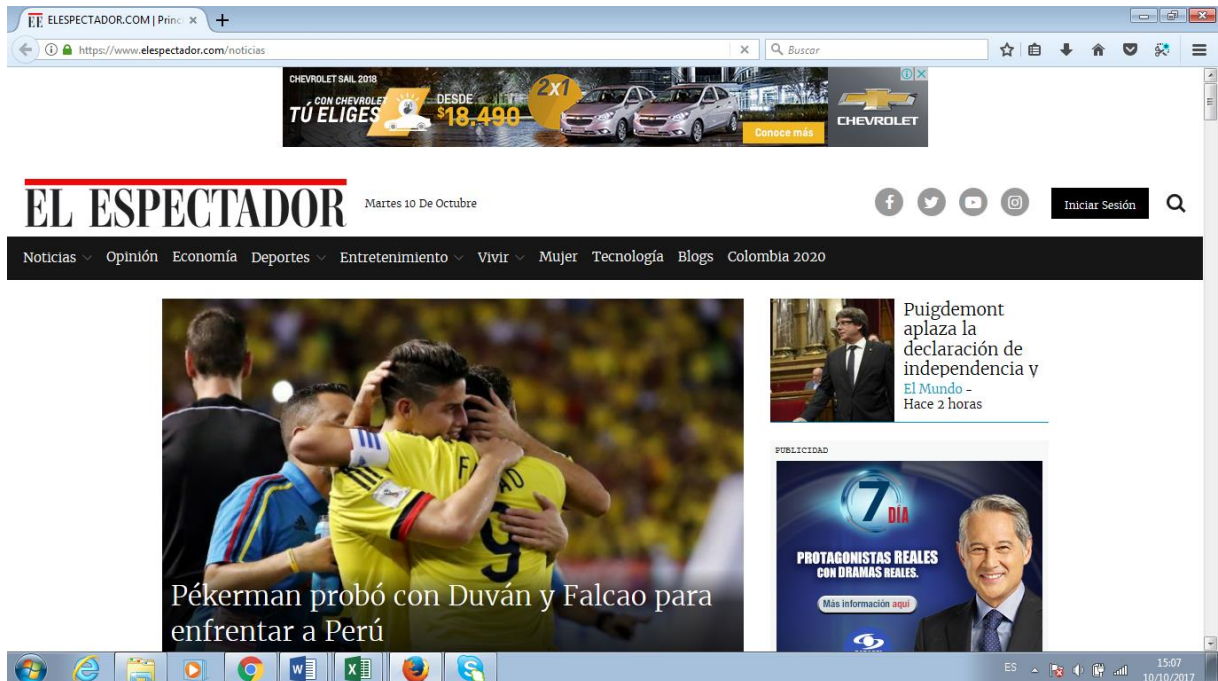 EE ELESPECTADOR.COM | Princ
https://www.elespectador.com/noticias
Buscar
CHEVROLET SAIL 2018
CON CHEVROLET
TÚ ELIGES
DESDE
$18.490
2X1
Conoce más
CHEVROLET
EL ESPECTADOR
Martes 10 De Octubre
Iniciar Sesión
Noticias Opinión Economía Deportes Entretenimiento Vivir Mujer Tecnología Blogs Colombia 2020
FALCAO
9
Pékerman probó con Duván y Falcao para
enfrentar a Perú
Puigdemont
aplaza la
declaración de
independencia y
El Mundo -
Hace 2 horas
PUBLICIDAD
7
DÍA
PROTAGONISTAS REALES
CON DRAMAS REALES.
Más información aquí
ES
15:07
10/10/2017